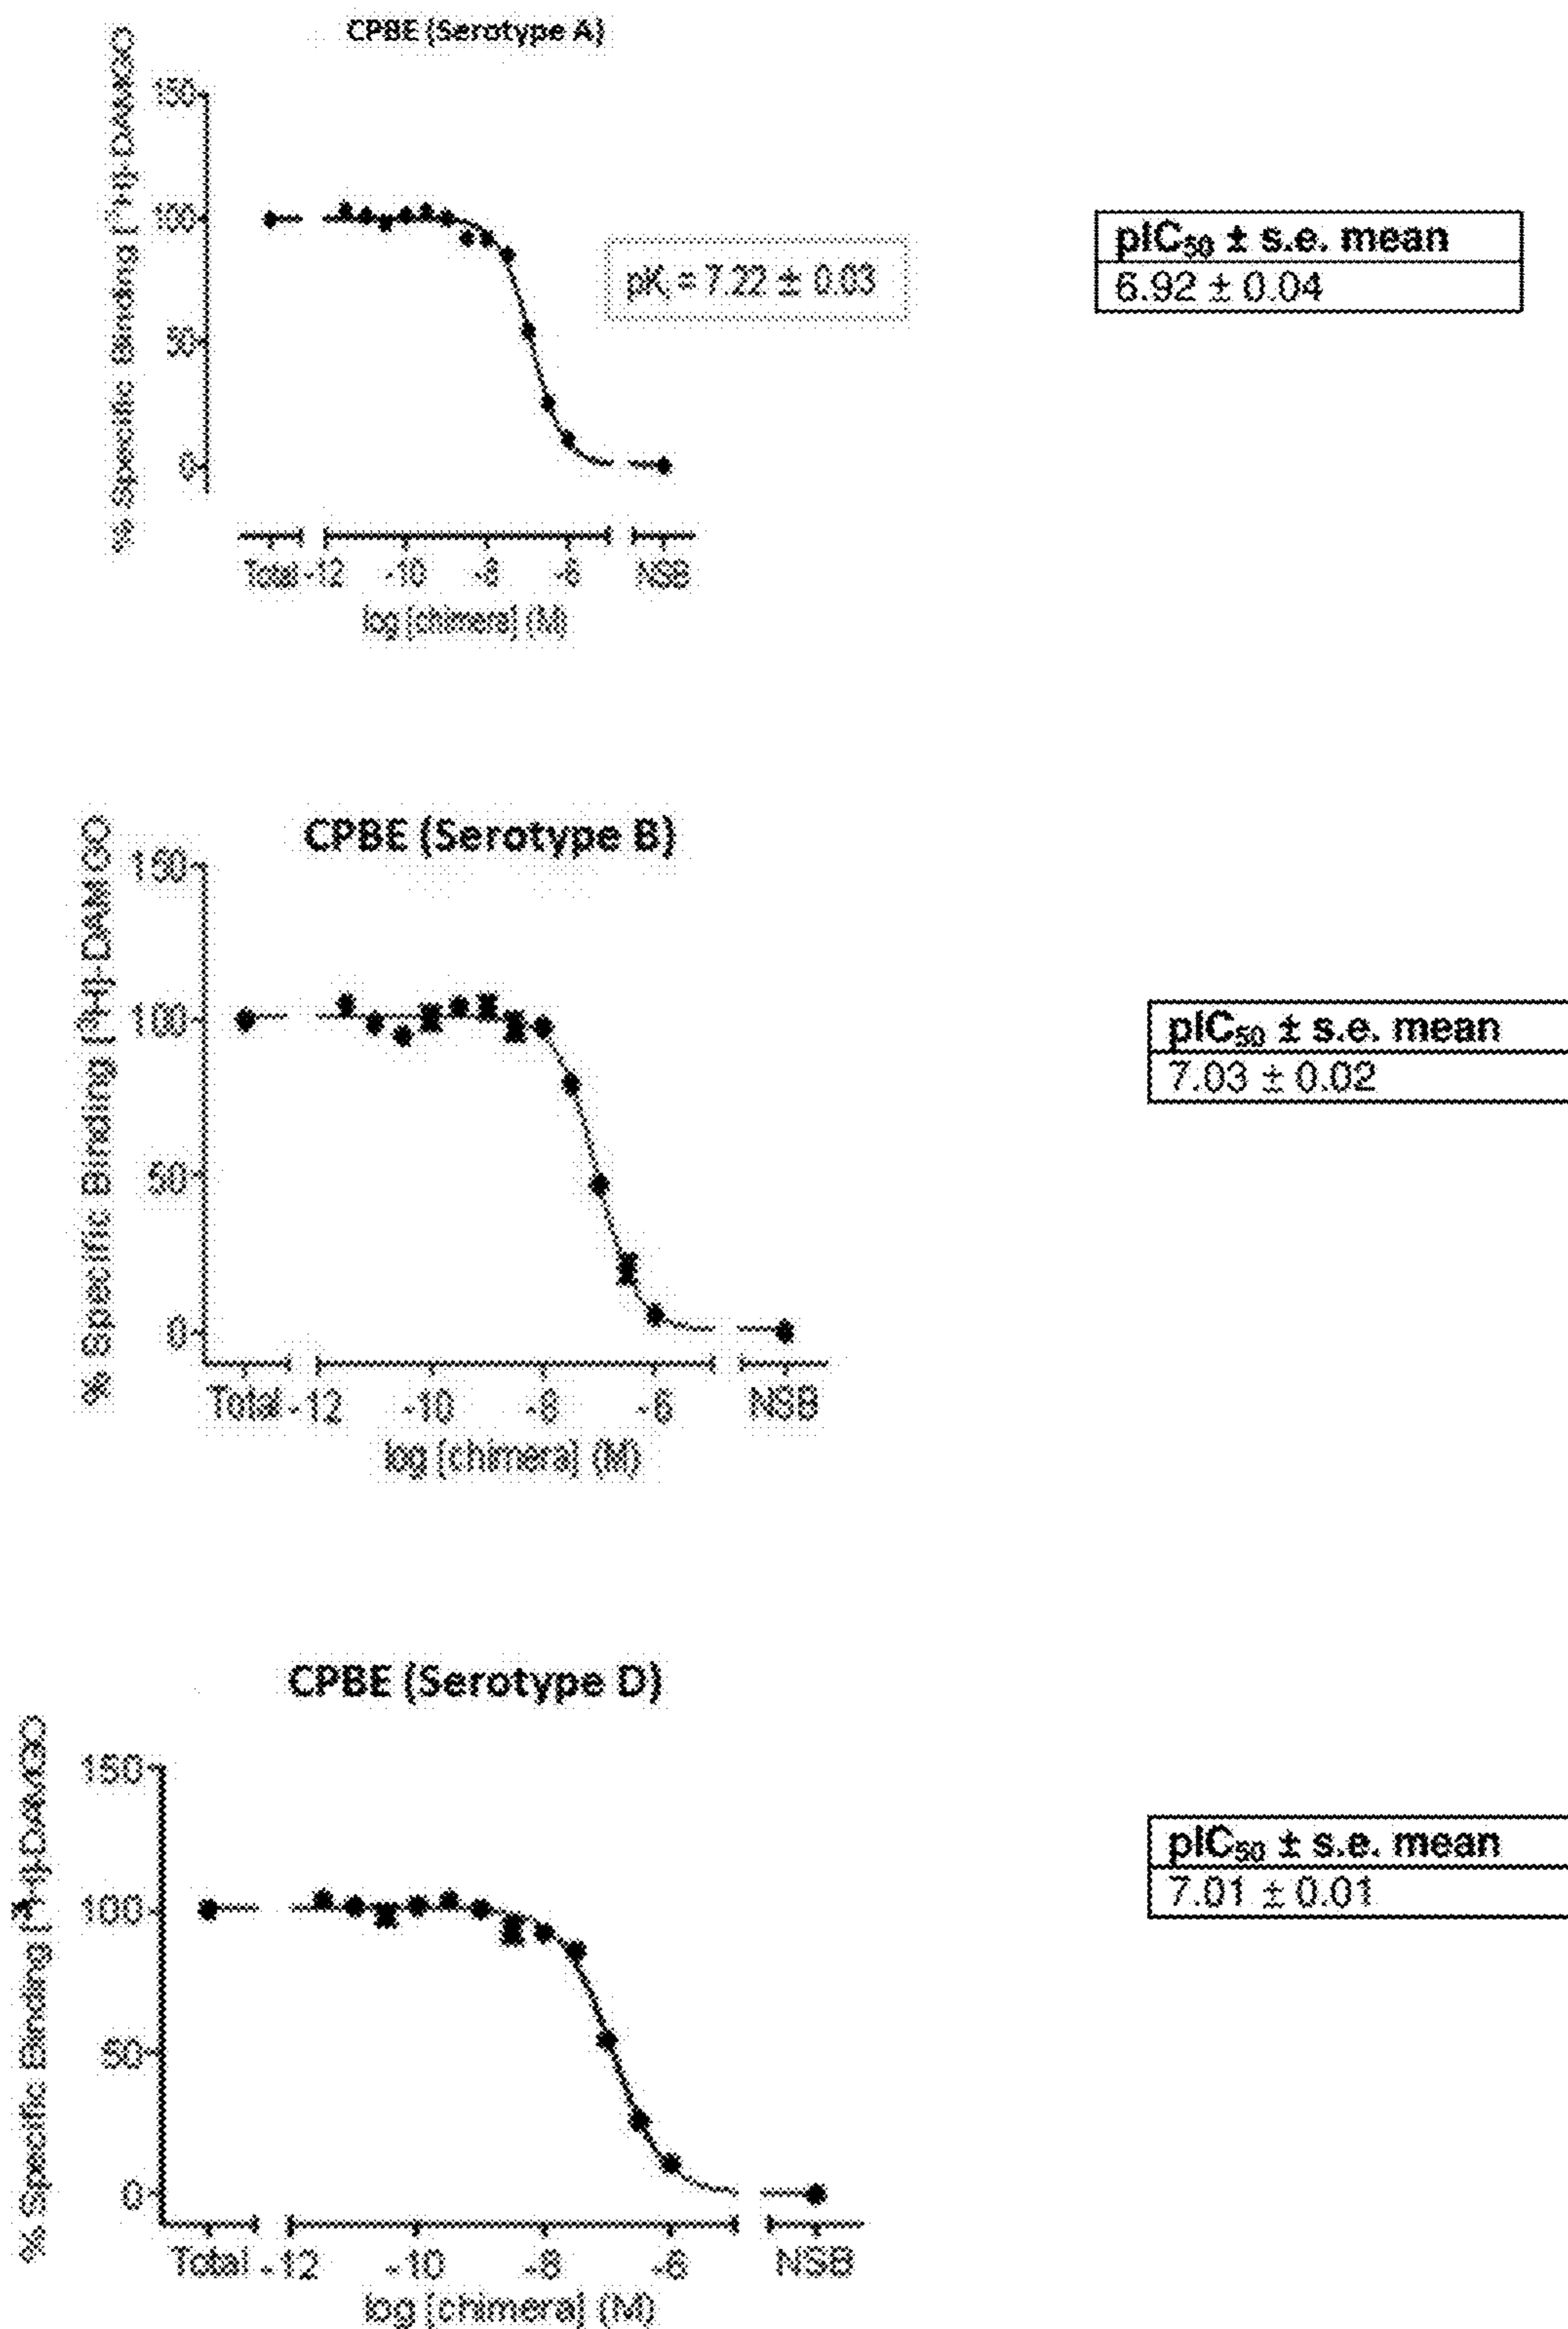 CPBE (Serotype A)
% Specific Binding [³H]-DAMGO
150
100
50
0
pKᵢ = 7.22 ± 0.03
pIC₅₀ ± s.e. mean
6.92 ± 0.04
Total -12 -10 -8 -6 NSB
log [chimera] (M)
CPBE (Serotype B)
% Specific Binding [³H]-DAMGO
150
100
50
0
pIC₅₀ ± s.e. mean
7.03 ± 0.02
Total -12 -10 -8 -6 NSB
log [chimera] (M)
CPBE (Serotype D)
% Specific Binding [³H]-DAMGO
150
100
50
0
pIC₅₀ ± s.e. mean
7.01 ± 0.01
Total -12 -10 -8 -6 NSB
log [chimera] (M)